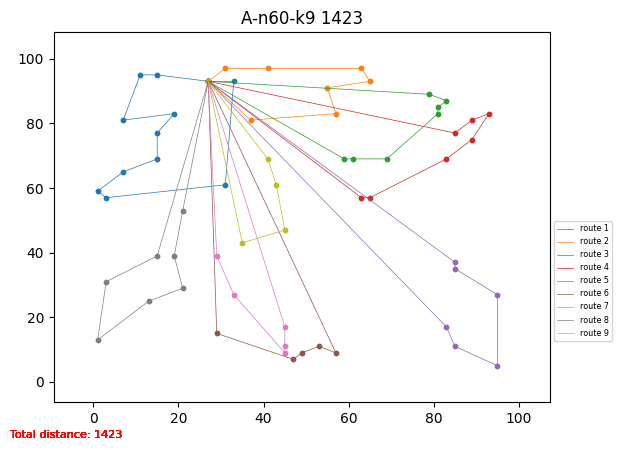 A-n60-k9 1423
100
80
60
40
20
0
0 20 40 60 80 100
route 1
route 2
route 3
route 4
route 5
route 6
route 7
route 8
route 9
Total distance: 1423